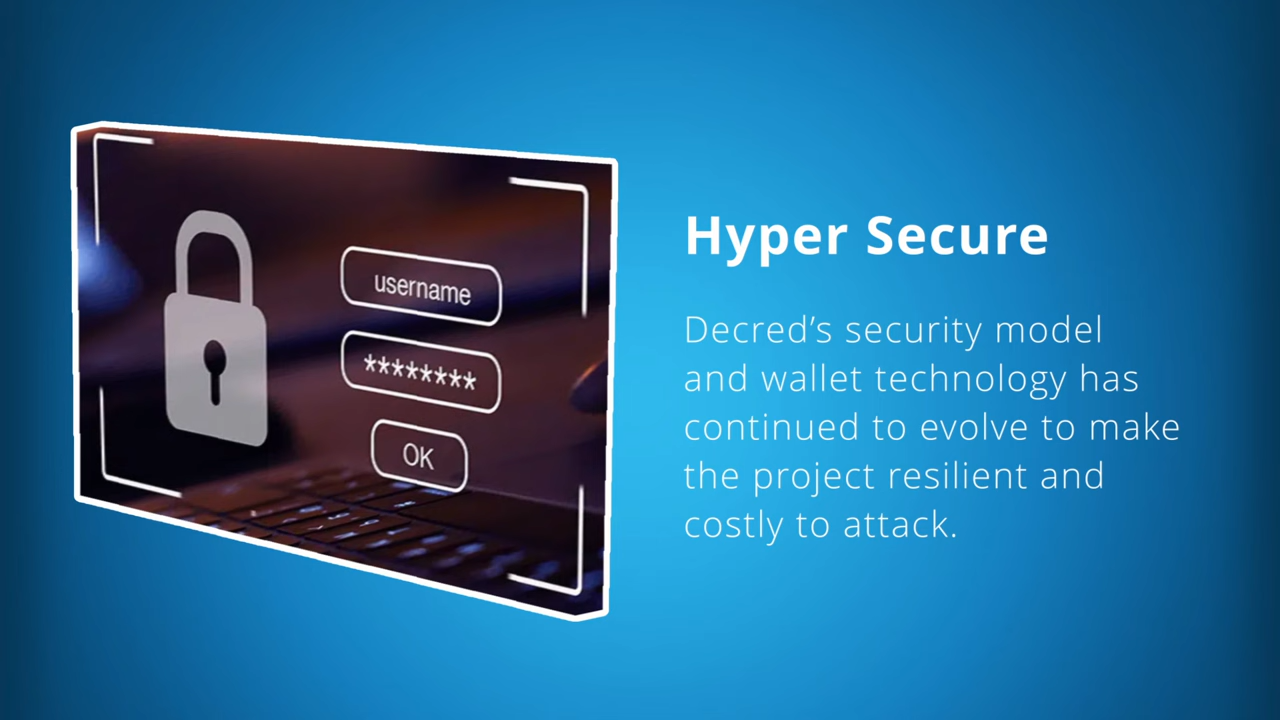 username
********
OK
Hyper Secure
Decred’s security model
and wallet technology has
continued to evolve to make
the project resilient and
costly to attack.